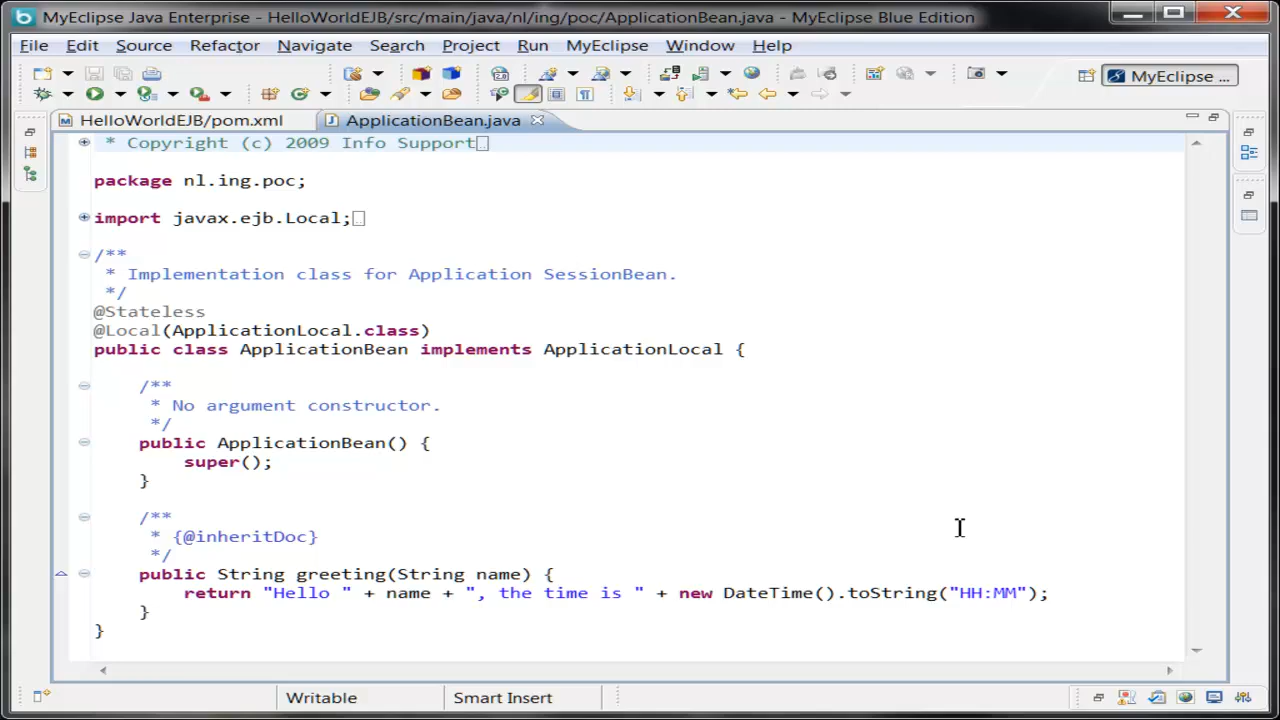 MyEclipse Java Enterprise - HelloWorldEJB/src/main/java/nl/ing/poc/ApplicationBean.java - MyEclipse Blue Edition
File Edit Source Refactor Navigate Search Project Run MyEclipse Window Help
MyEclipse ...
HelloWorldEJB/pom.xml ApplicationBean.java
* Copyright (c) 2009 Info Support
package nl.ing.poc;
import javax.ejb.Local;
/**
* Implementation class for Application SessionBean.
*/
@Stateless
@Local(ApplicationLocal.class)
public class ApplicationBean implements ApplicationLocal {
/**
* No argument constructor.
*/
public ApplicationBean() {
super();
}
/**
* {@inheritDoc}
*/
public String greeting(String name) {
return "Hello " + name + ", the time is " + new DateTime().toString("HH:MM");
}
}
Writable Smart Insert